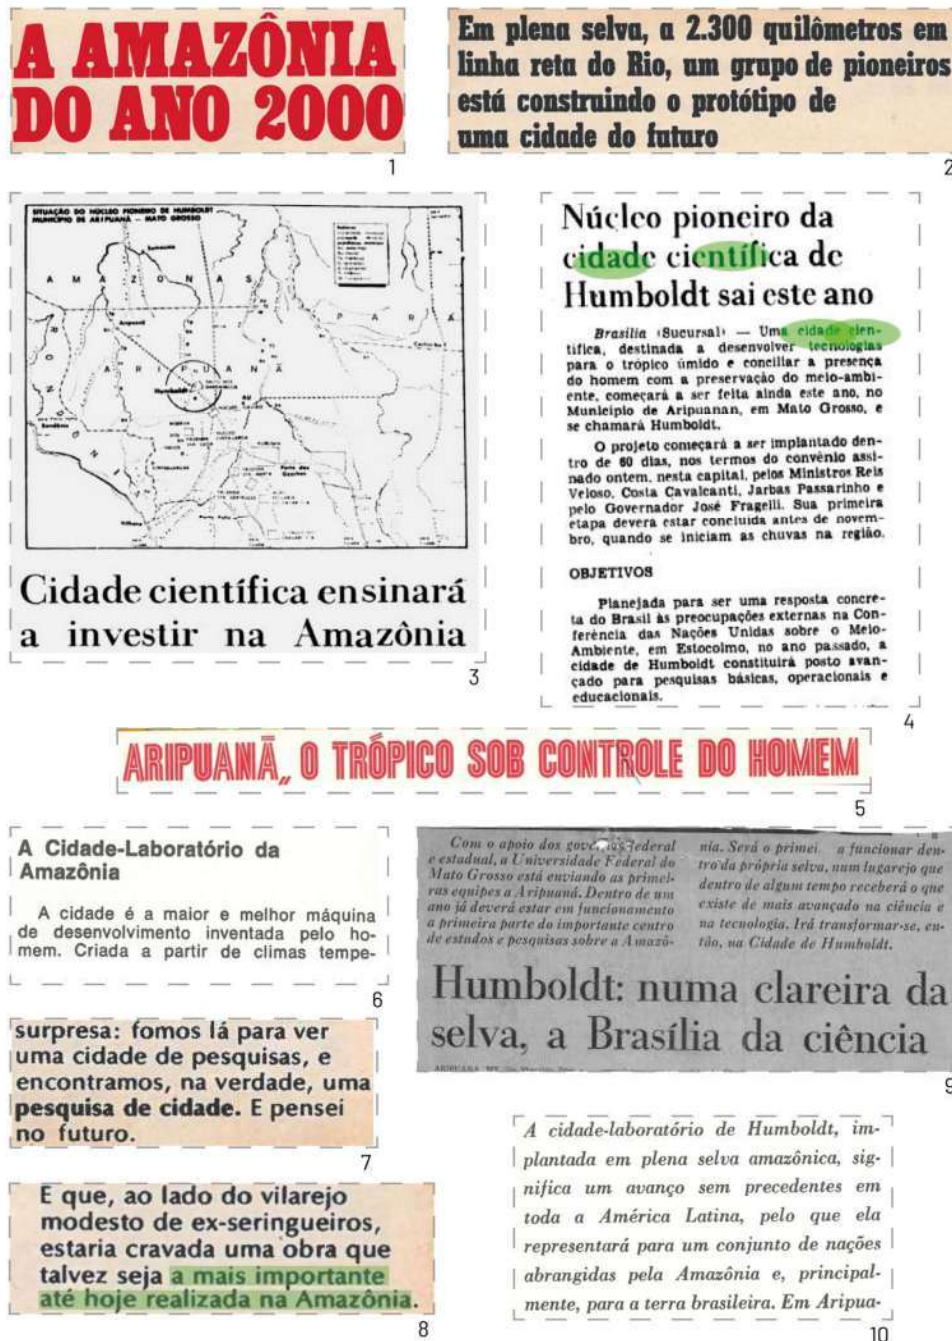 A AMAZÔNIA
DO ANO 2000
1
Em plena selva, a 2.300 quilômetros em
linha reta do Rio, um grupo de pioneiros
está construindo o protótipo de
uma cidade do futuro
2
SITUAÇÃO DO NÚCLEO PIONEIRO DE HUMBOLDT
MUNICÍPIO DE ARIPUANÃ — MATO GROSSO
AMAZONAS
PARÁ
ARIPUANÃ
Humboldt
RONDÔNIA
Vilhena
Cidade científica ensinará
a investir na Amazônia
3
Núcleo pioneiro da
cidade científica de
Humboldt sai este ano
Brasília (Sucursal) — Uma cidade cien-
tífica, destinada a desenvolver tecnologias
para o trópico úmido e conciliar a presença
do homem com a preservação do meio-ambi-
ente, começará a ser feita ainda este ano, no
Município de Aripuanan, em Mato Grosso, e
se chamará Humboldt.
O projeto começará a ser implantado den-
tro de 60 dias, nos termos do convênio assi-
nado ontem, nesta capital, pelos Ministros Reis
Veloso, Costa Cavalcanti, Jarbas Passarinho e
pelo Governador José Fragelli. Sua primeira
etapa deverá estar concluída antes de novem-
bro, quando se iniciam as chuvas na região.
OBJETIVOS
Planejada para ser uma resposta concre-
ta do Brasil às preocupações externas na Con-
ferência das Nações Unidas sobre o Meio-
Ambiente, em Estocolmo, no ano passado, a
cidade de Humboldt constituirá posto avan-
çado para pesquisas básicas, operacionais e
educacionais.
4
ARIPUANÃ, O TRÓPICO SOB CONTROLE DO HOMEM
5
A Cidade-Laboratório da
Amazônia
A cidade é a maior e melhor máquina
de desenvolvimento inventada pelo ho-
mem. Criada a partir de climas tempe-
6
surpresa: fomos lá para ver
uma cidade de pesquisas, e
encontramos, na verdade, uma
pesquisa de cidade. E pensei
no futuro.
7
E que, ao lado do vilarejo
modesto de ex-seringueiros,
estaria cravada uma obra que
talvez seja a mais importante
até hoje realizada na Amazônia.
8
Com o apoio dos governos federal
e estadual, a Universidade Federal do
Mato Grosso está enviando as primei-
ras equipes a Aripuanã. Dentro de um
ano já deverá estar em funcionamento
a primeira parte do importante centro
de estudos e pesquisas sobre a Amazô-
nia. Será o primei a funcionar den-
tro da própria selva, num lugarejo que
dentro de algum tempo receberá o que
existe de mais avançado na ciência e
na tecnologia. Irá transformar-se, en-
tão, na Cidade de Humboldt.
Humboldt: numa clareira da
selva, a Brasília da ciência
9
A cidade-laboratório de Humboldt, im-
plantada em plena selva amazônica, sig-
nifica um avanço sem precedentes em
toda a América Latina, pelo que ela
representará para um conjunto de nações
abrangidas pela Amazônia e, principal-
mente, para a terra brasileira. Em Aripua-
10